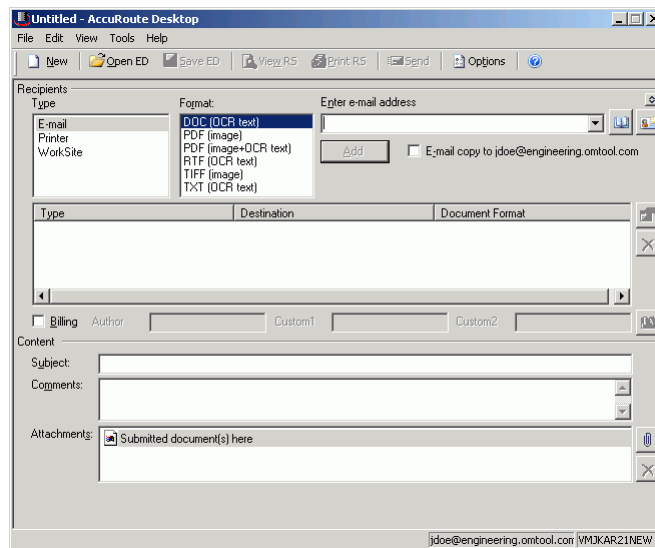 Untitled - AccuRoute Desktop
File Edit View Tools Help
New Open ED Save ED View RS Print RS Send Options
Recipients
Type Format: Enter e-mail address
E-mail
Printer
WorkSite
DOC (OCR text)
PDF (image)
PDF (image+OCR text)
RTF (OCR text)
TIFF (image)
TXT (OCR text)
Add E-mail copy to jdoe@engineering.omtool.com
Type Destination Document Format
Billing Author Custom1 Custom2
Content
Subject:
Comments:
Attachments: Submitted document(s) here
jdoe@engineering.omtool.com VMJKAR21NEW